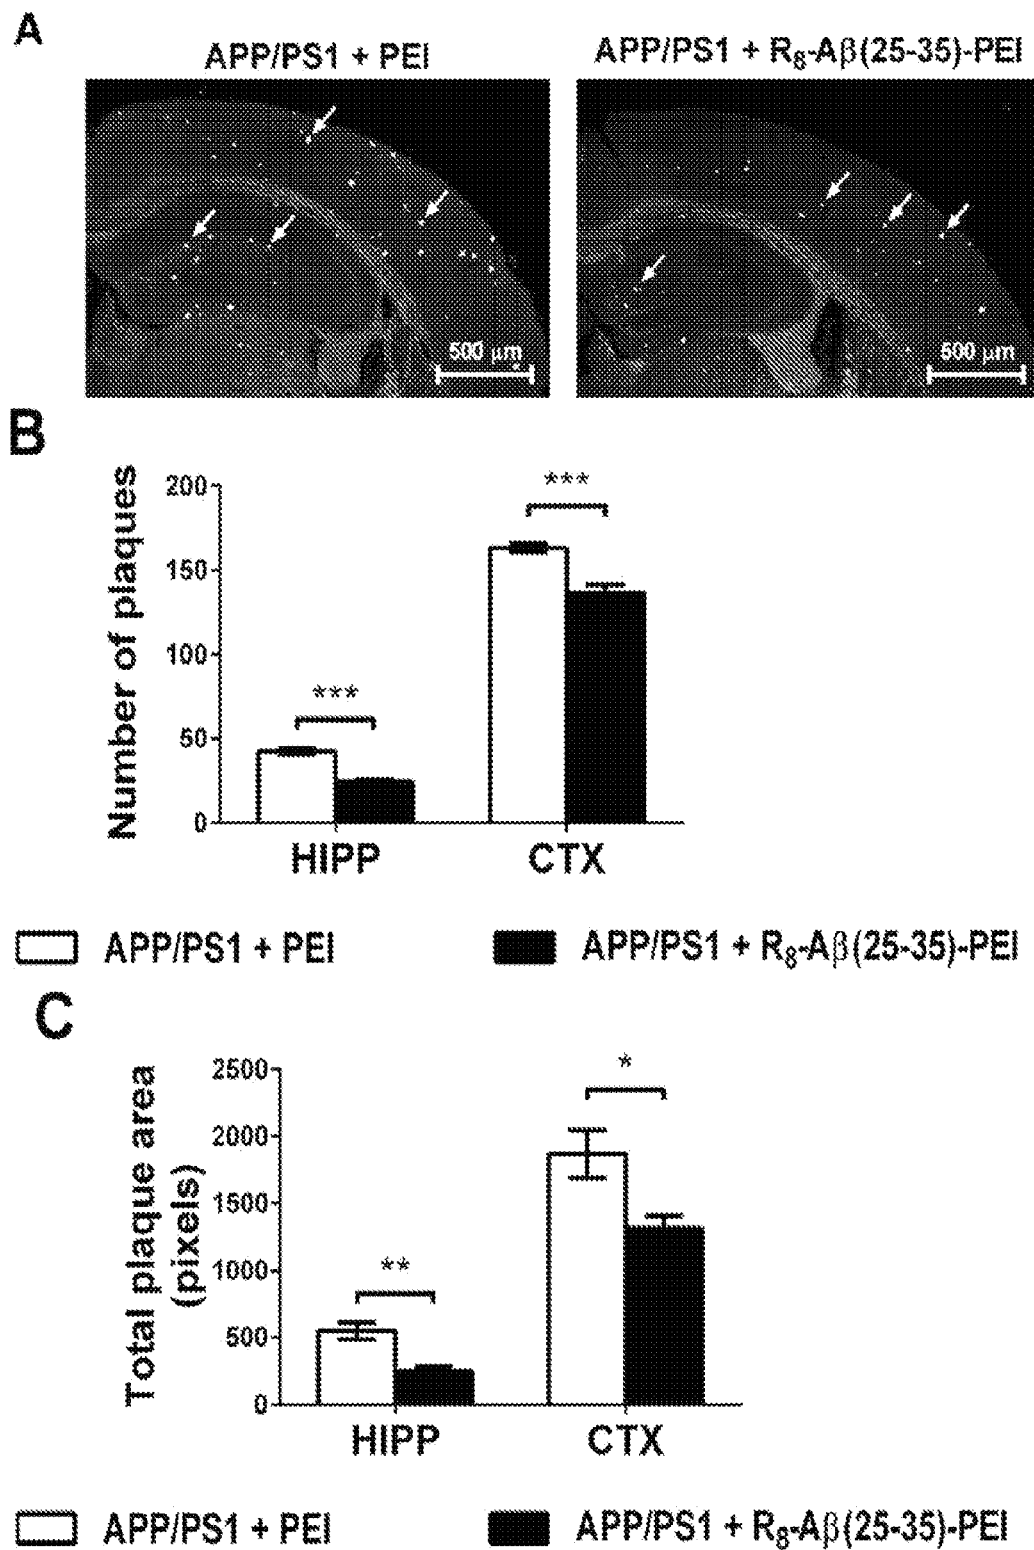 A
APP/PS1 + PEI
APP/PS1 + R₈-Aβ(25-35)-PEI
500 μm
500 μm
B
Number of plaques
200
150
100
50
0
***
***
HIPP
CTX
APP/PS1 + PEI
APP/PS1 + R₈-Aβ(25-35)-PEI
C
Total plaque area
(pixels)
2500
2000
1500
1000
500
0
**
*
HIPP
CTX
APP/PS1 + PEI
APP/PS1 + R₈-Aβ(25-35)-PEI